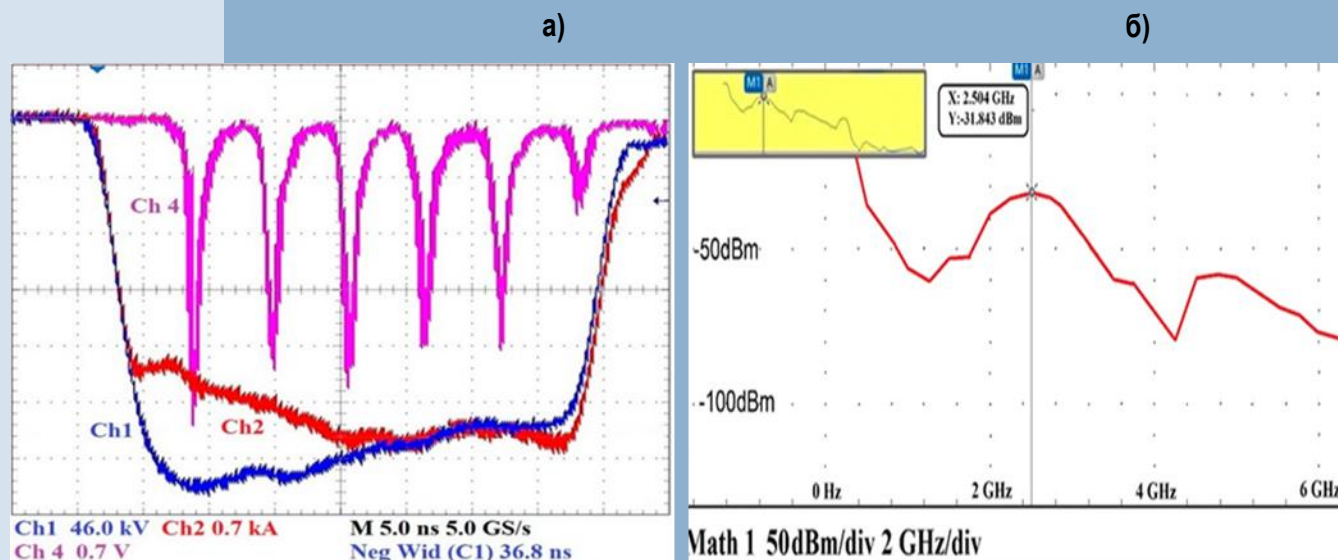 а)
б)
Ch 4
Ch1
Ch2
Ch1 46.0 kV Ch2 0.7 kA M 5.0 ns 5.0 GS/s
Ch 4 0.7 V Neg Wid (C1) 36.8 ns
M1 A
M1 A
X: 2.504 GHz
Y:-31.843 dBm
-50dBm
-100dBm
0 Hz 2 GHz 4 GHz 6 GHz
Math 1 50dBm/div 2 GHz/div